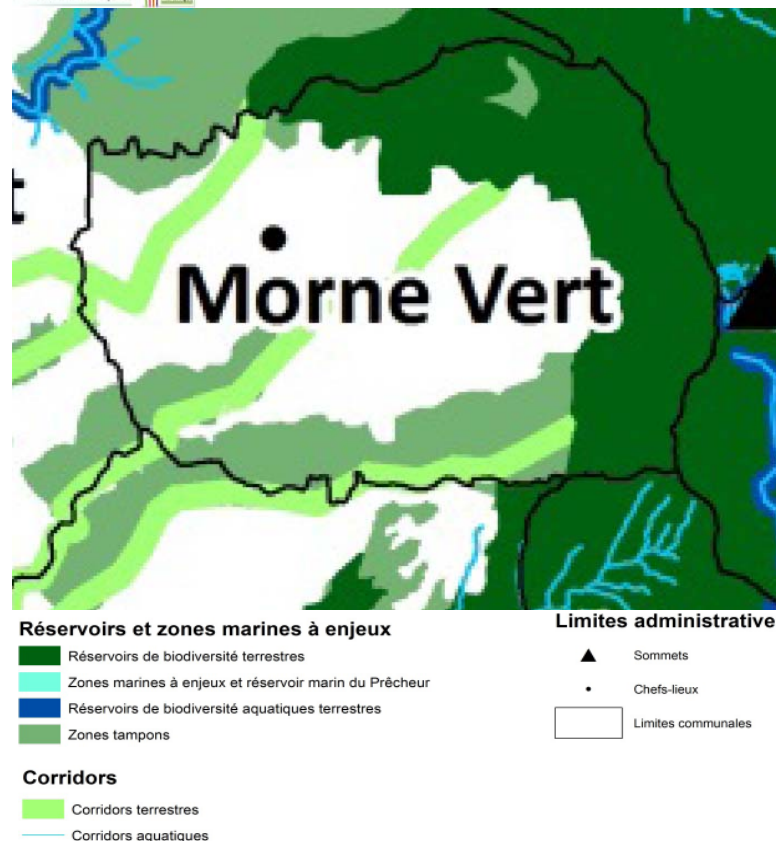 t
Morne Vert
Réservoirs et zones marines à enjeux
Réservoirs de biodiversité terrestres
Zones marines à enjeux et réservoir marin du Prêcheur
Réservoirs de biodiversité aquatiques terrestres
Zones tampons
Corridors
Corridors terrestres
Corridors aquatiques
Limites administrative
Sommets
Chefs-lieux
Limites communales